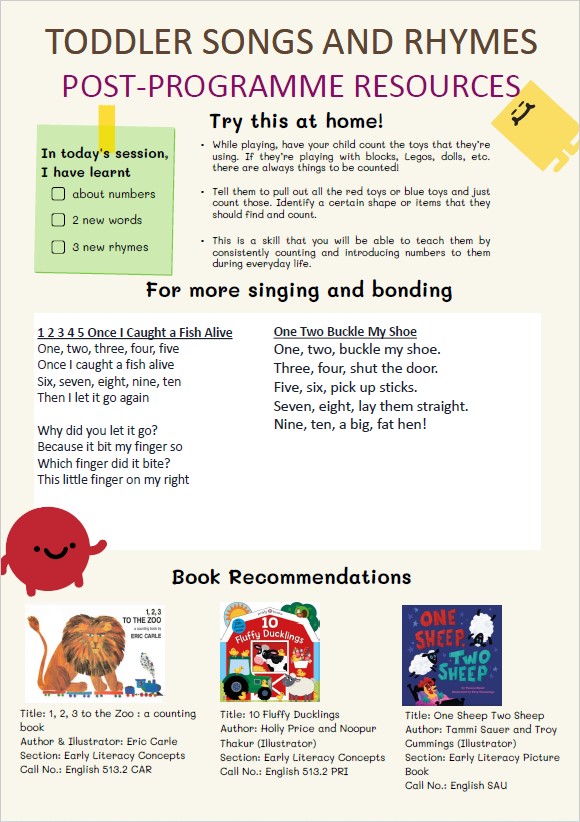 TODDLER SONGS AND RHYMES
POST-PROGRAMME RESOURCES
In today's session,
I have learnt
about numbers
2 new words
3 new rhymes
Try this at home!
• While playing, have your child count the toys that they're
using. If they're playing with blocks, Legos, dolls, etc.
there are always things to be counted!
• Tell them to pull out all the red toys or blue toys and just
count those. Identify a certain shape or items that they
should find and count.
• This is a skill that you will be able to teach them by
consistently counting and introducing numbers to them
during everyday life.
For more singing and bonding
1 2 3 4 5 Once I Caught a Fish Alive
One, two, three, four, five
Once I caught a fish alive
Six, seven, eight, nine, ten
Then I let it go again
Why did you let it go?
Because it bit my finger so
Which finger did it bite?
This little finger on my right
One Two Buckle My Shoe
One, two, buckle my shoe.
Three, four, shut the door.
Five, six, pick up sticks.
Seven, eight, lay them straight.
Nine, ten, a big, fat hen!
Book Recommendations
1, 2, 3
TO THE ZOO
a counting book by
ERIC CARLE
Title: 1, 2, 3 to the Zoo : a counting
book
Author & Illustrator: Eric Carle
Section: Early Literacy Concepts
Call No.: English 513.2 CAR
10
Fluffy Ducklings
Title: 10 Fluffy Ducklings
Author: Holly Price and Noopur
Thakur (Illustrator)
Section: Early Literacy Concepts
Call No.: English 513.2 PRI
ONE
SHEEP
TWO
SHEEP
Title: One Sheep Two Sheep
Author: Tammi Sauer and Troy
Cummings (Illustrator)
Section: Early Literacy Picture
Book
Call No.: English SAU